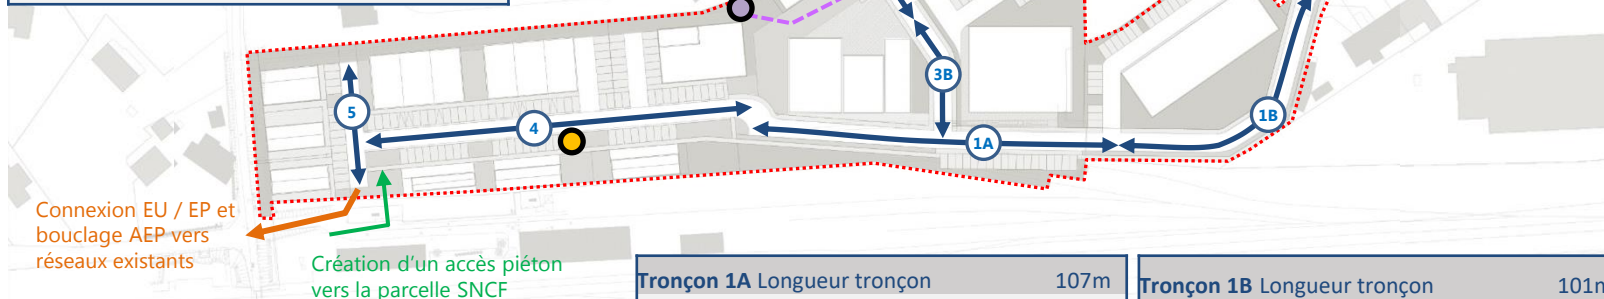 3B
5
1B
4
1A
Connexion EU / EP et
bouclage AEP vers
réseaux existants
Création d'un accès piéton
vers la parcelle SNCF
Tronçon 1A Longueur tronçon 107m
Tronçon 1B Longueur tronçon 101m